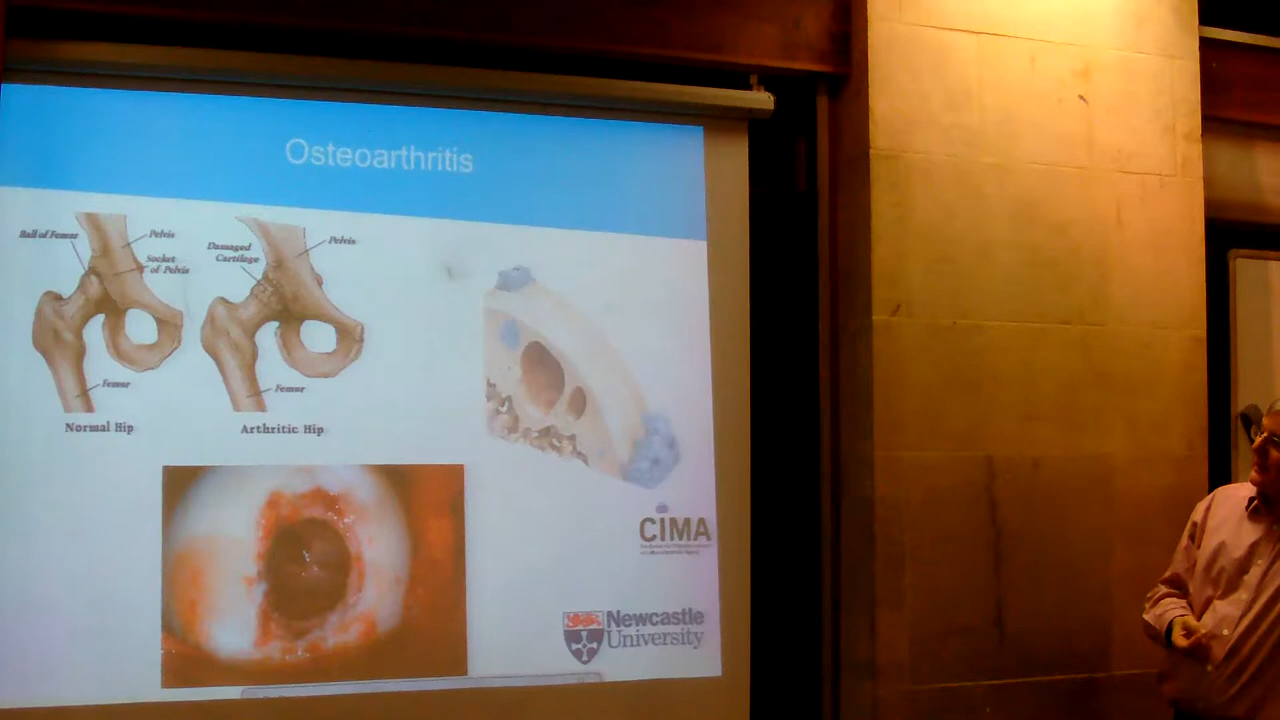 Osteoarthritis
Ball of Femur
Pelvis
Socket
of Pelvis
Femur
Normal Hip
Damaged
Cartilage
Pelvis
Femur
Arthritic Hip
CIMA
Newcastle
University